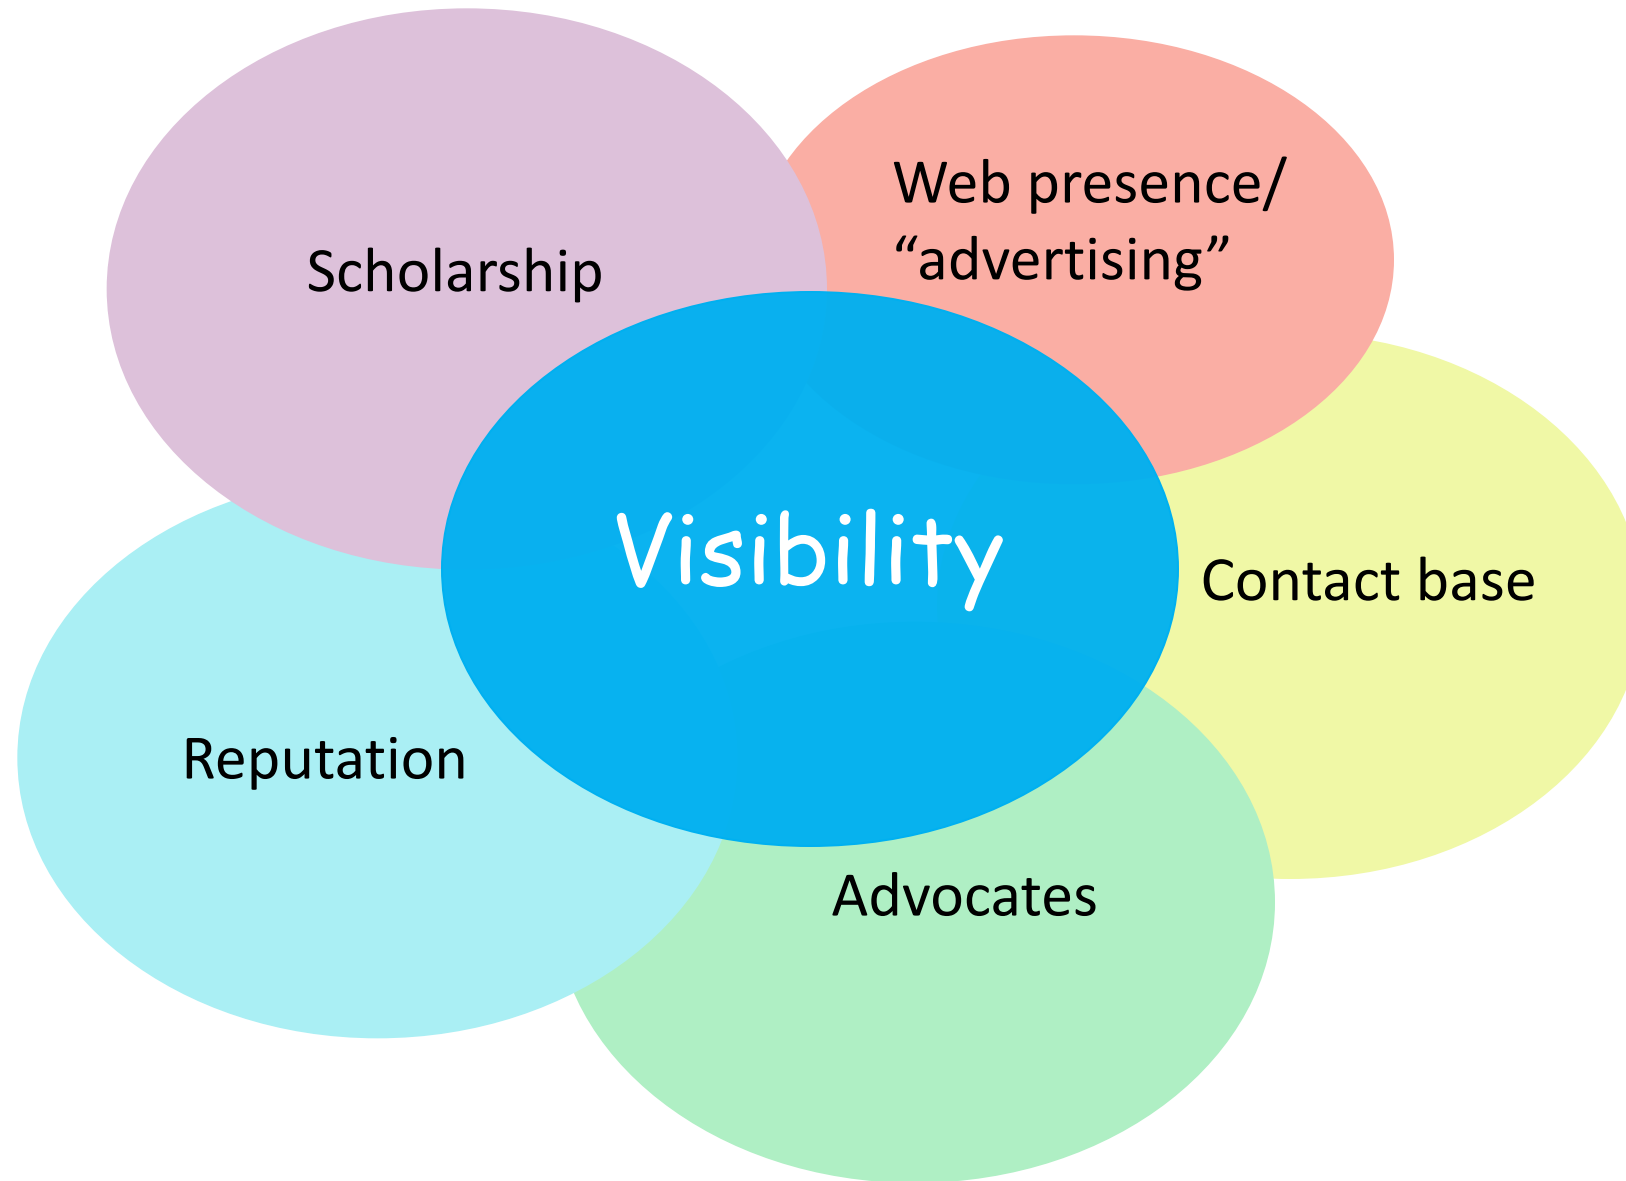 Web presence/
“advertising”
Scholarship
Visibility
Contact base
Reputation
Advocates